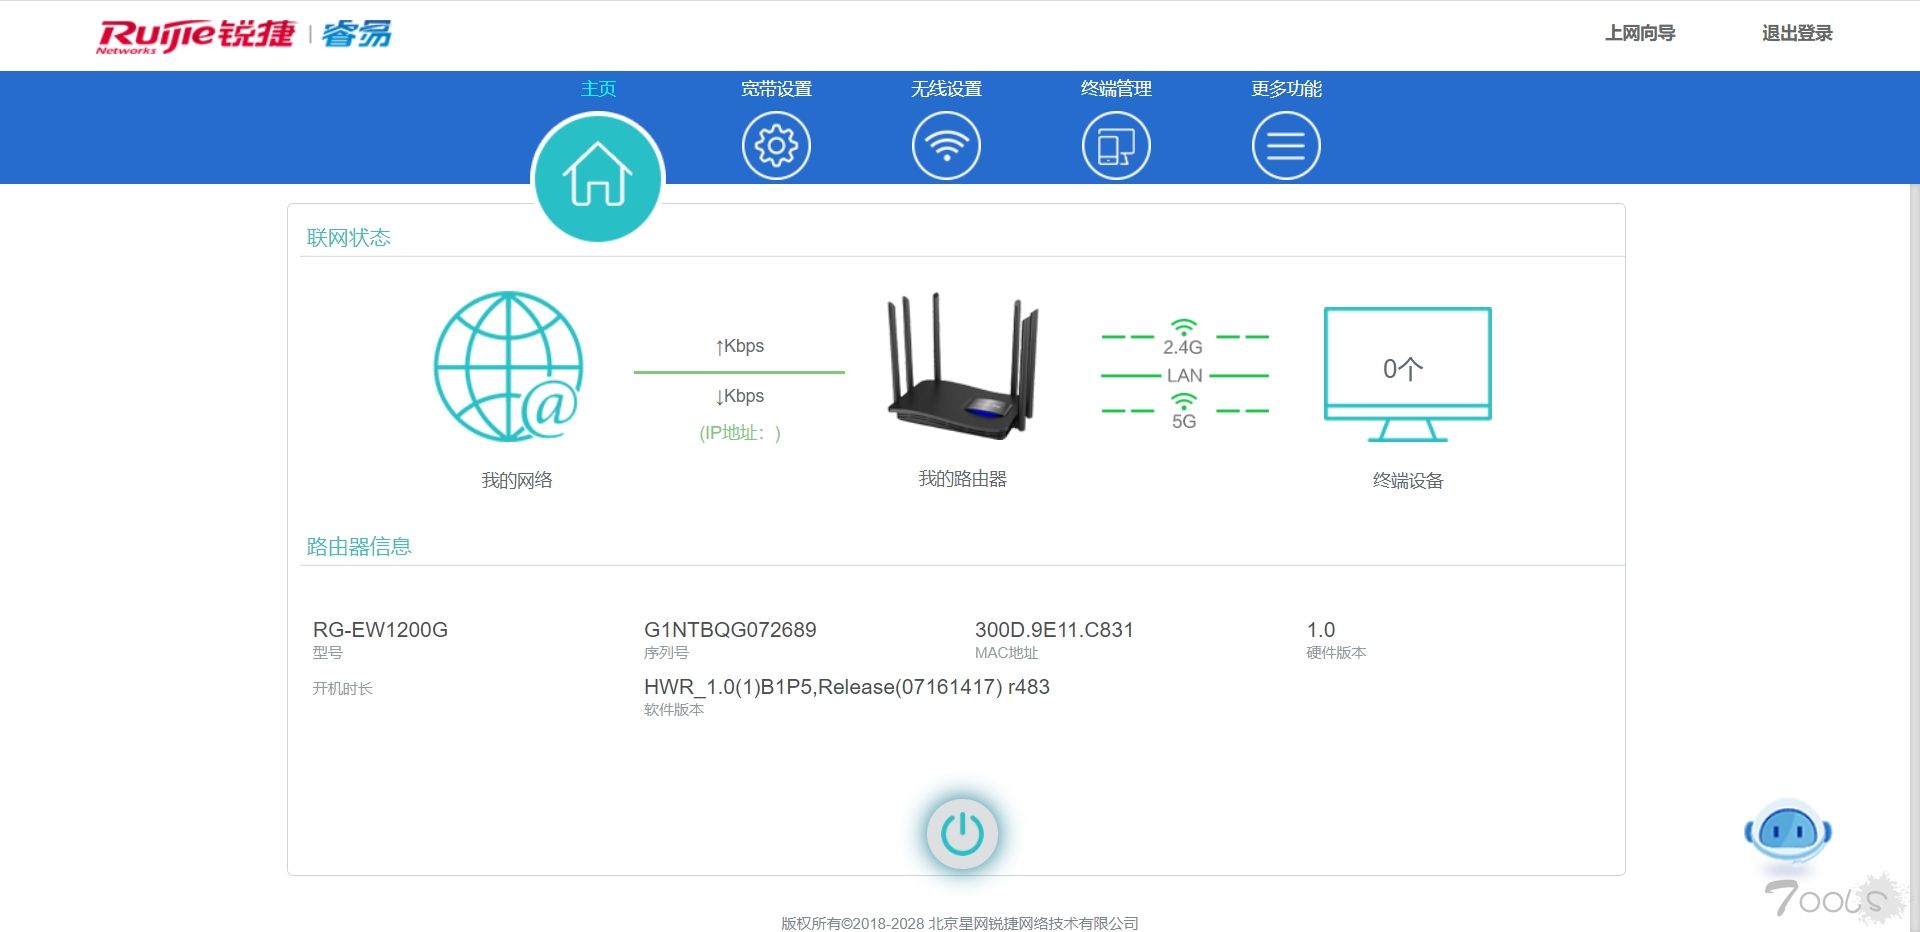 Ruijie锐捷 | 睿易
Networks
上网向导
退出登录
主页
宽带设置
无线设置
终端管理
更多功能
联网状态
↑Kbps
↓Kbps
(IP地址: )
2.4G
LAN
5G
0个
我的网络
我的路由器
终端设备
路由器信息
RG-EW1200G
型号
G1NTBQG072689
序列号
300D.9E11.C831
MAC地址
1.0
硬件版本
开机时长
HWR_1.0(1)B1P5,Release(07161417) r483
软件版本
7ools
版权所有©2018-2028 北京星网锐捷网络技术有限公司